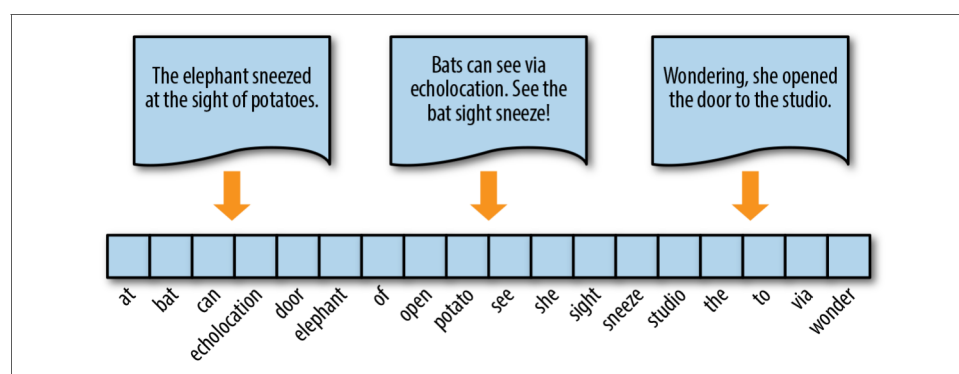 The elephant sneezed
at the sight of potatoes.
Bats can see via
echolocation. See the
bat sight sneeze!
Wondering, she opened
the door to the studio.
at
bat
can
echolocation
door
elephant
of
open
potato
see
she
sight
sneeze
studio
the
to
via
wonder